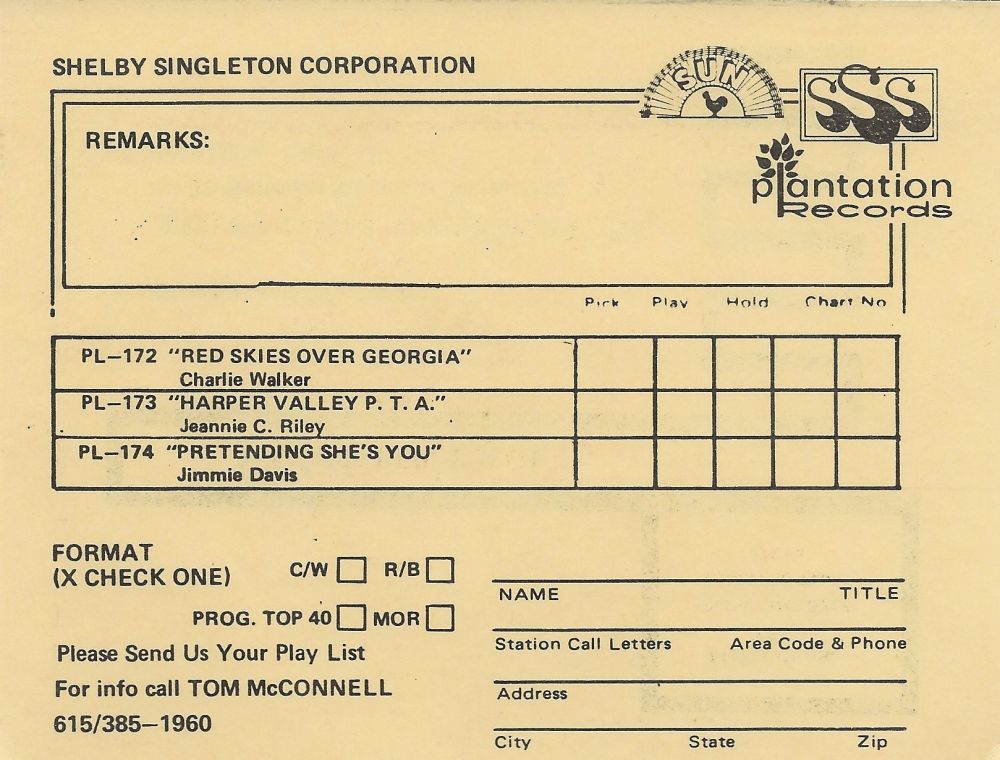 SHELBY SINGLETON CORPORATION
SUN
SSS
plantation
Records
REMARKS:
Pick Play Hold Chart No
PL—172 "RED SKIES OVER GEORGIA"
Charlie Walker
PL—173 "HARPER VALLEY P. T. A."
Jeannie C. Riley
PL—174 "PRETENDING SHE'S YOU"
Jimmie Davis
FORMAT
(X CHECK ONE) C/W R/B
PROG. TOP 40 MOR
Please Send Us Your Play List
For info call TOM McCONNELL
615/385—1960
NAME TITLE
Station Call Letters Area Code & Phone
Address
City State Zip